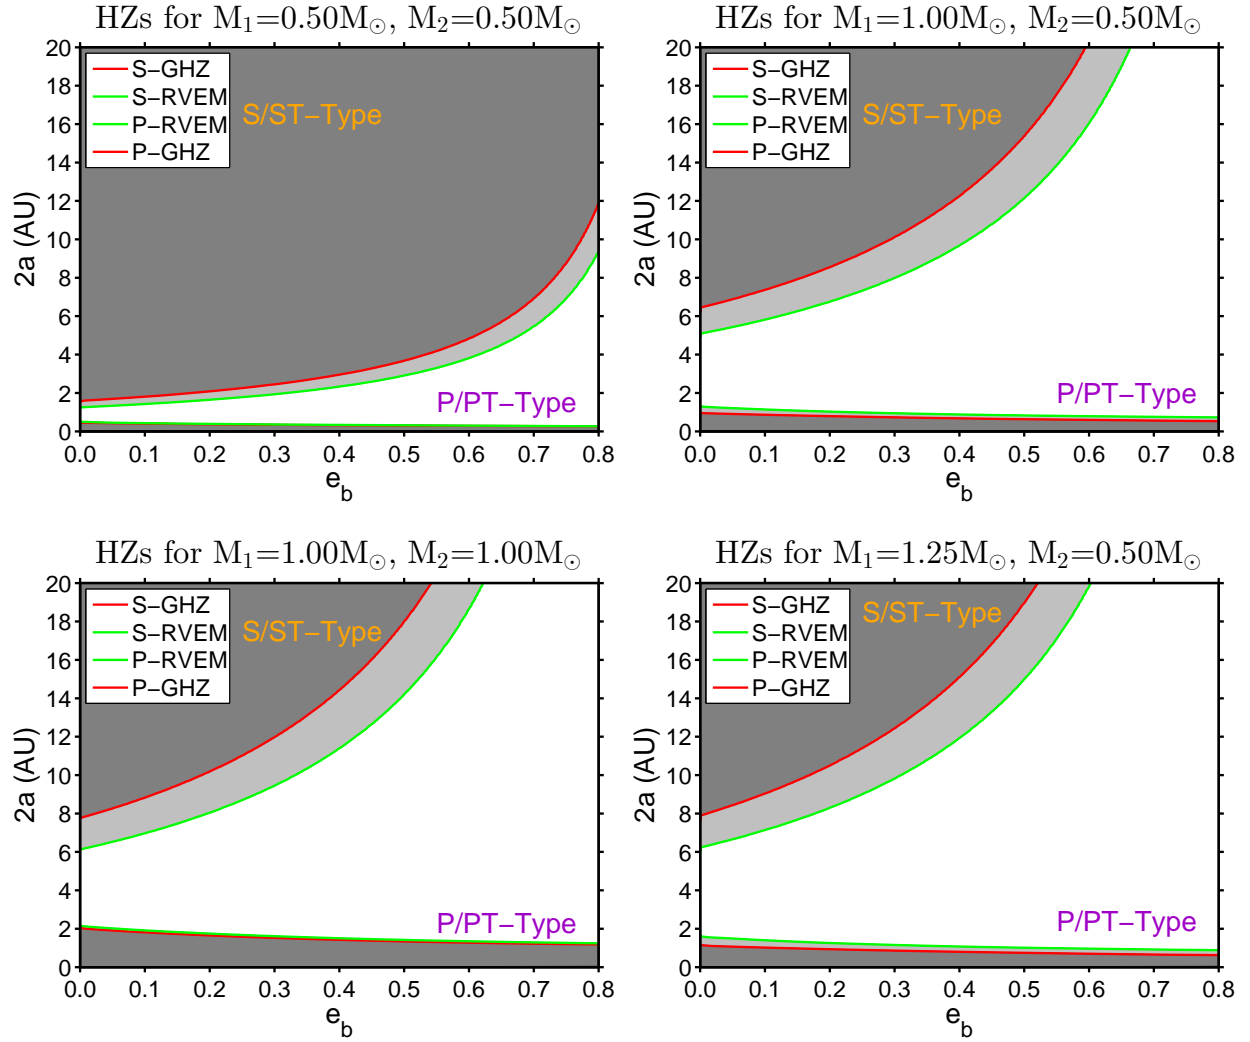 HZs for M₁=0.50M☉, M₂=0.50M☉
20
18
16
14
12
10
8
6
4
2
0
2a (AU)
S−GHZ
S−RVEM
P−RVEM
P−GHZ
S/ST−Type
P/PT−Type
0.0 0.1 0.2 0.3 0.4 0.5 0.6 0.7 0.8
e_b
HZs for M₁=1.00M☉, M₂=0.50M☉
20
18
16
14
12
10
8
6
4
2
0
2a (AU)
S−GHZ
S−RVEM
P−RVEM
P−GHZ
S/ST−Type
P/PT−Type
0.0 0.1 0.2 0.3 0.4 0.5 0.6 0.7 0.8
e_b
HZs for M₁=1.00M☉, M₂=1.00M☉
20
18
16
14
12
10
8
6
4
2
0
2a (AU)
S−GHZ
S−RVEM
P−RVEM
P−GHZ
S/ST−Type
P/PT−Type
0.0 0.1 0.2 0.3 0.4 0.5 0.6 0.7 0.8
e_b
HZs for M₁=1.25M☉, M₂=0.50M☉
20
18
16
14
12
10
8
6
4
2
0
2a (AU)
S−GHZ
S−RVEM
P−RVEM
P−GHZ
S/ST−Type
P/PT−Type
0.0 0.1 0.2 0.3 0.4 0.5 0.6 0.7 0.8
e_b